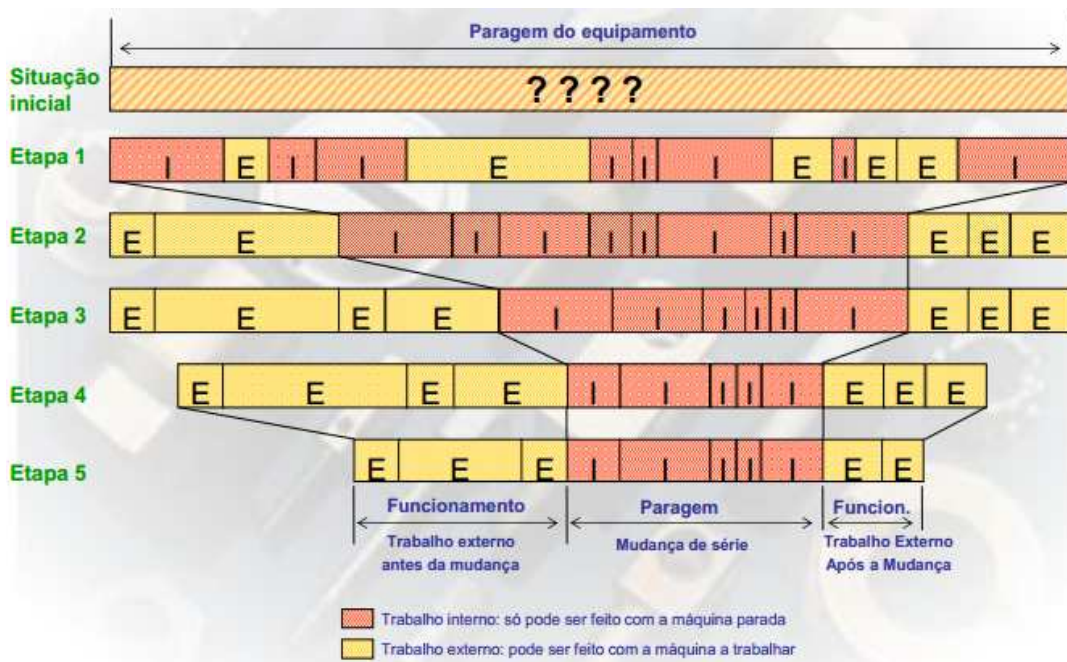 Paragem do equipamento
Situação
inicial
? ? ? ?
Etapa 1
I E I I E I I I E I E E I
Etapa 2
E E I I I I I I I I E E E
Etapa 3
E E E E I I I I I I E E E
Etapa 4
E E E E I I I I I E E E
Etapa 5
E E E I I I I I E E
Funcionamento
Paragem
Funcion.
Trabalho externo
antes da mudança
Mudança de série
Trabalho Externo
Após a Mudança
Trabalho interno: só pode ser feito com a máquina parada
Trabalho externo: pode ser feito com a máquina a trabalhar